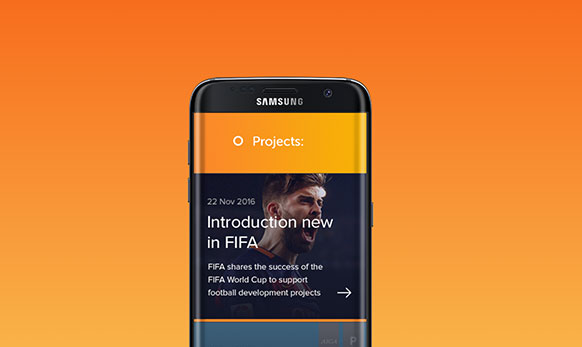 SAMSUNG
Projects:
22 Nov 2016
Introduction new
in FIFA
FIFA shares the success of the
FIFA World Cup to support
football development projects